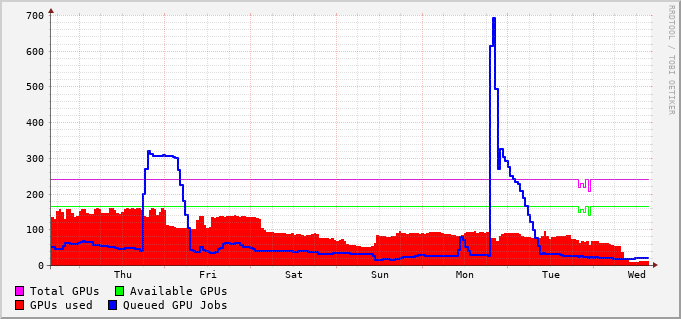 700
600
500
400
300
200
100
0
Thu Fri Sat Sun Mon Tue Wed
Total GPUs Available GPUs
GPUs used Queued GPU Jobs
RRDTOOL / TOBI OETIKER